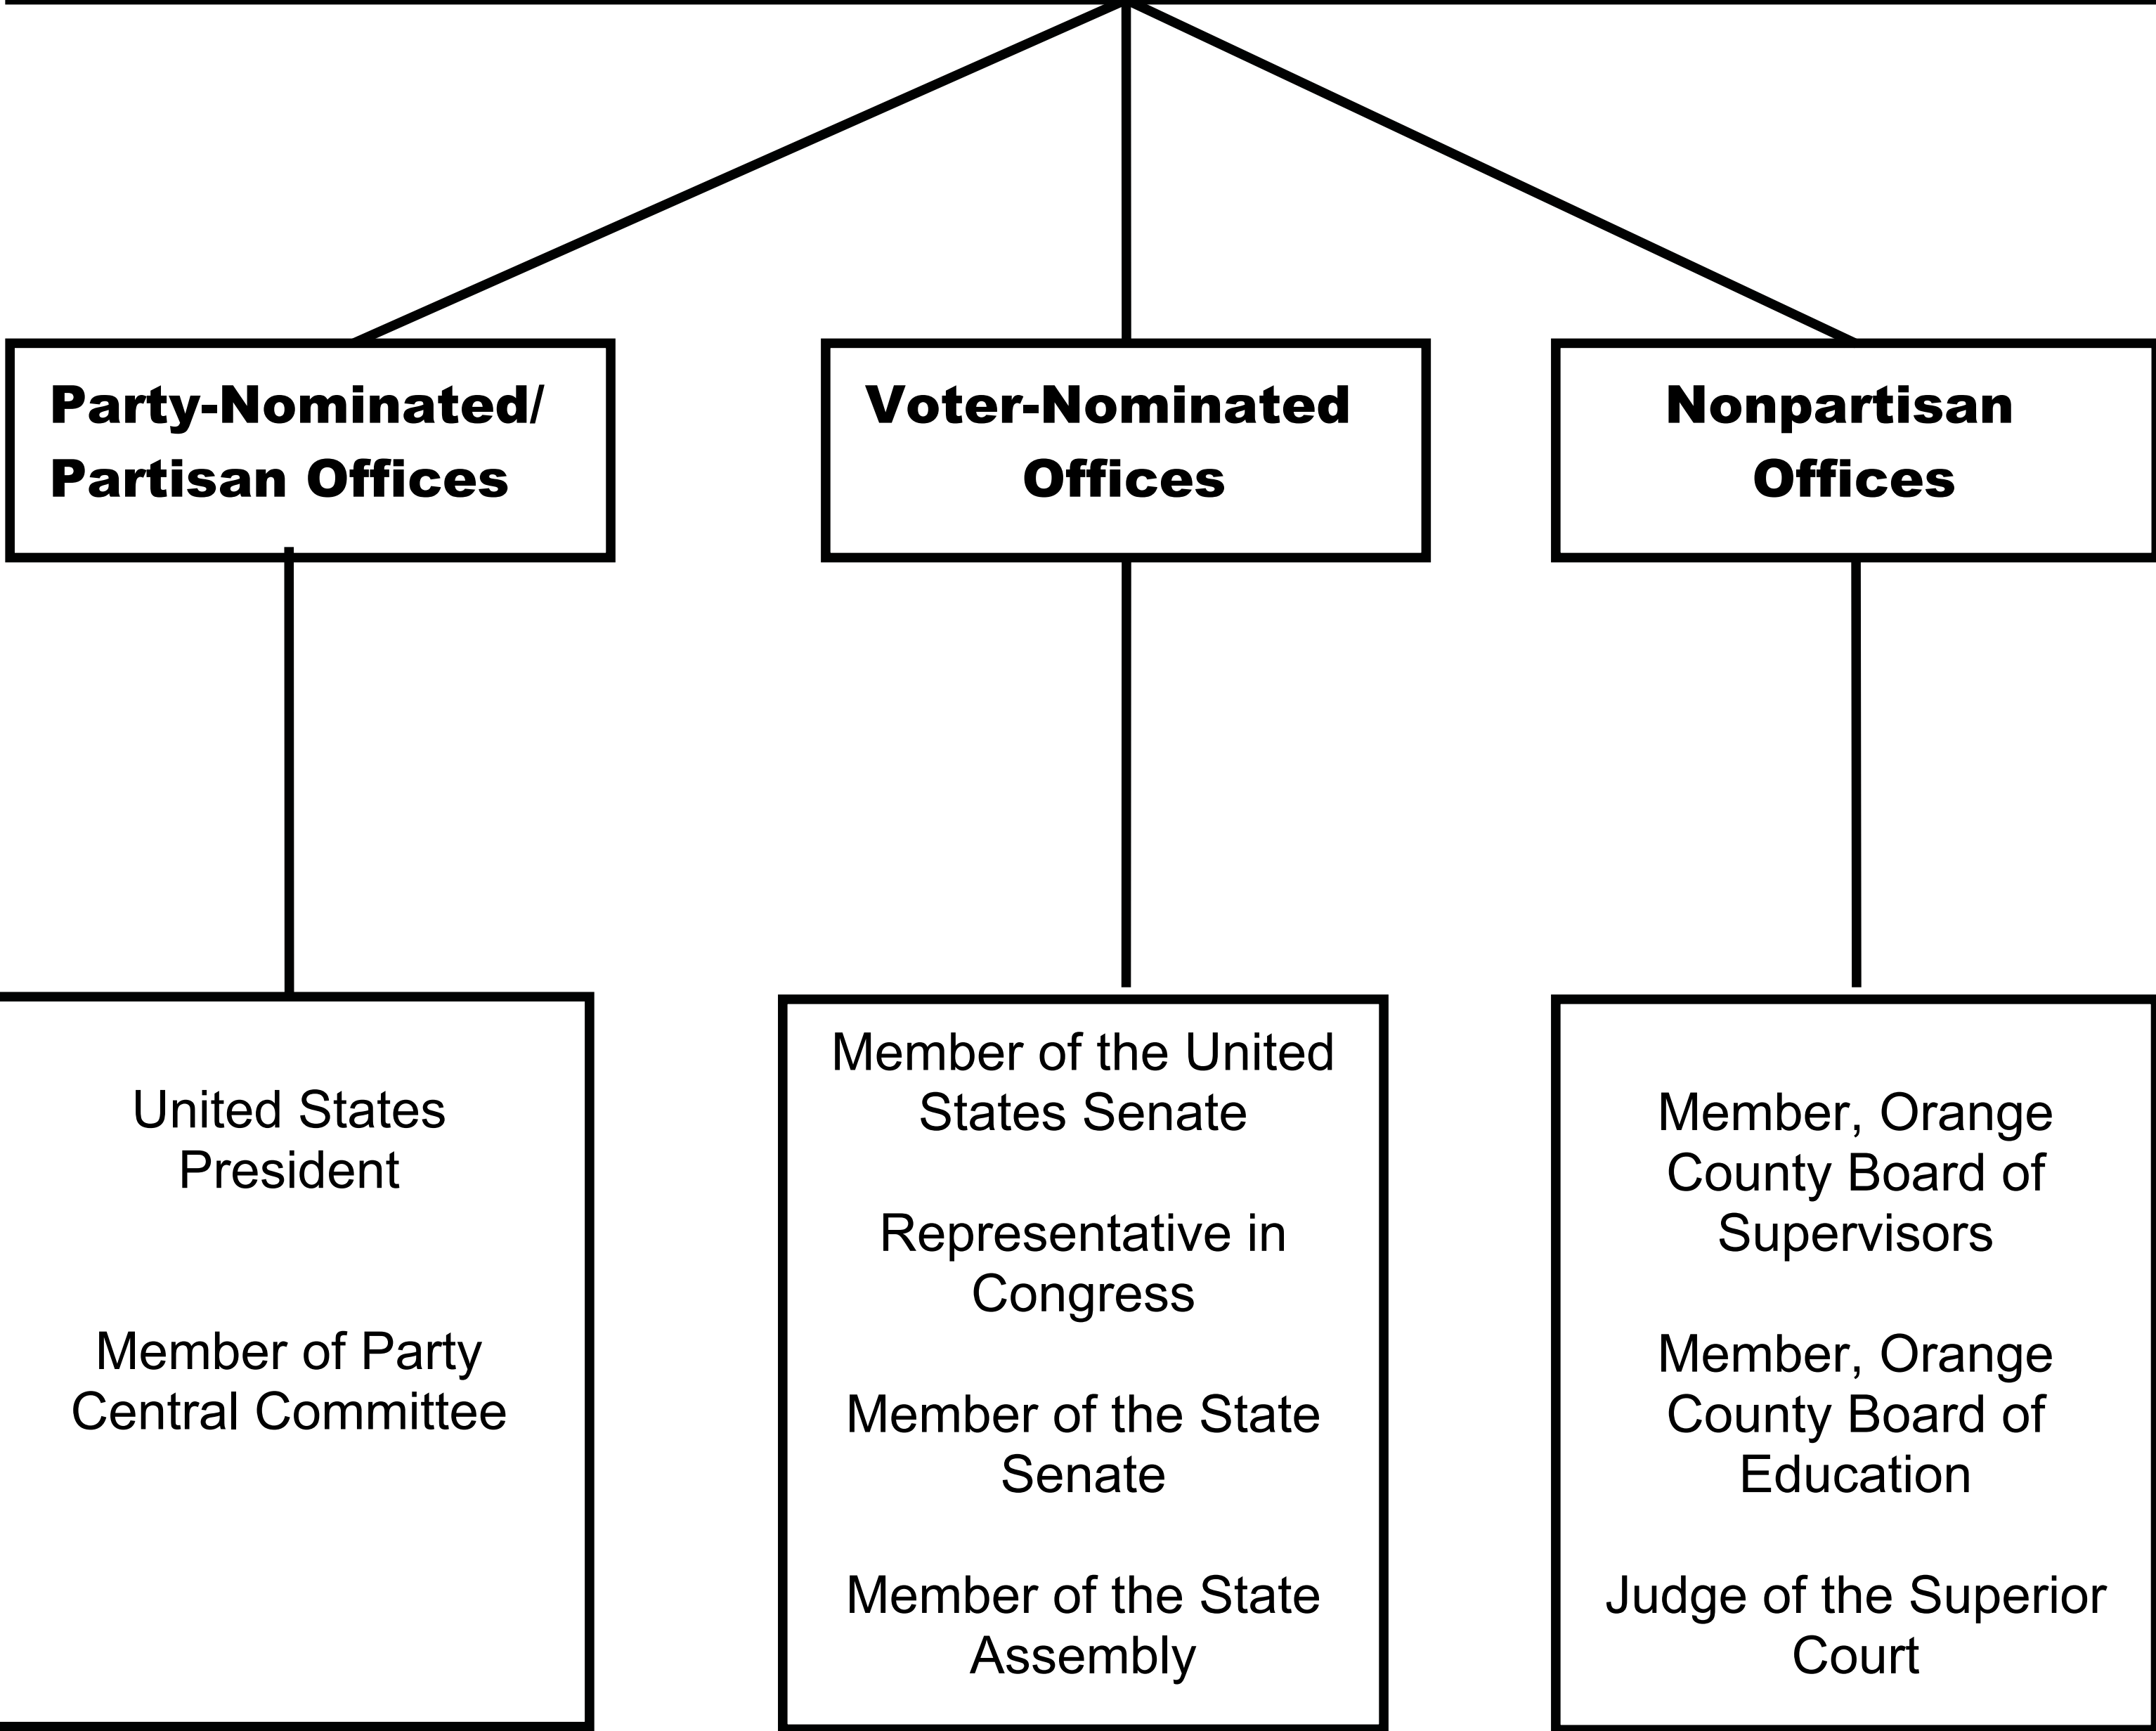 Party-Nominated/
Partisan Offices
Voter-Nominated
Offices
Nonpartisan
Offices
United States
President
Member of Party
Central Committee
Member of the United
States Senate
Representative in
Congress
Member of the State
Senate
Member of the State
Assembly
Member, Orange
County Board of
Supervisors
Member, Orange
County Board of
Education
Judge of the Superior
Court